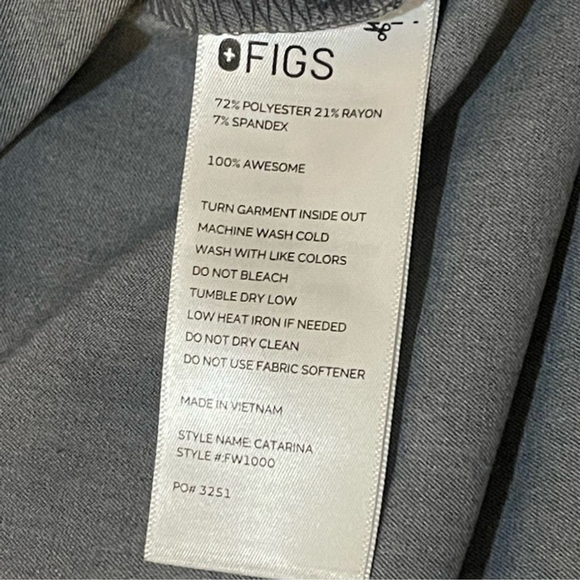 FIGS
72% POLYESTER 21% RAYON
7% SPANDEX
100% AWESOME
TURN GARMENT INSIDE OUT
MACHINE WASH COLD
WASH WITH LIKE COLORS
DO NOT BLEACH
TUMBLE DRY LOW
LOW HEAT IRON IF NEEDED
DO NOT DRY CLEAN
DO NOT USE FABRIC SOFTENER
MADE IN VIETNAM
STYLE NAME: CATARINA
STYLE #:FW1000
PO# 3251